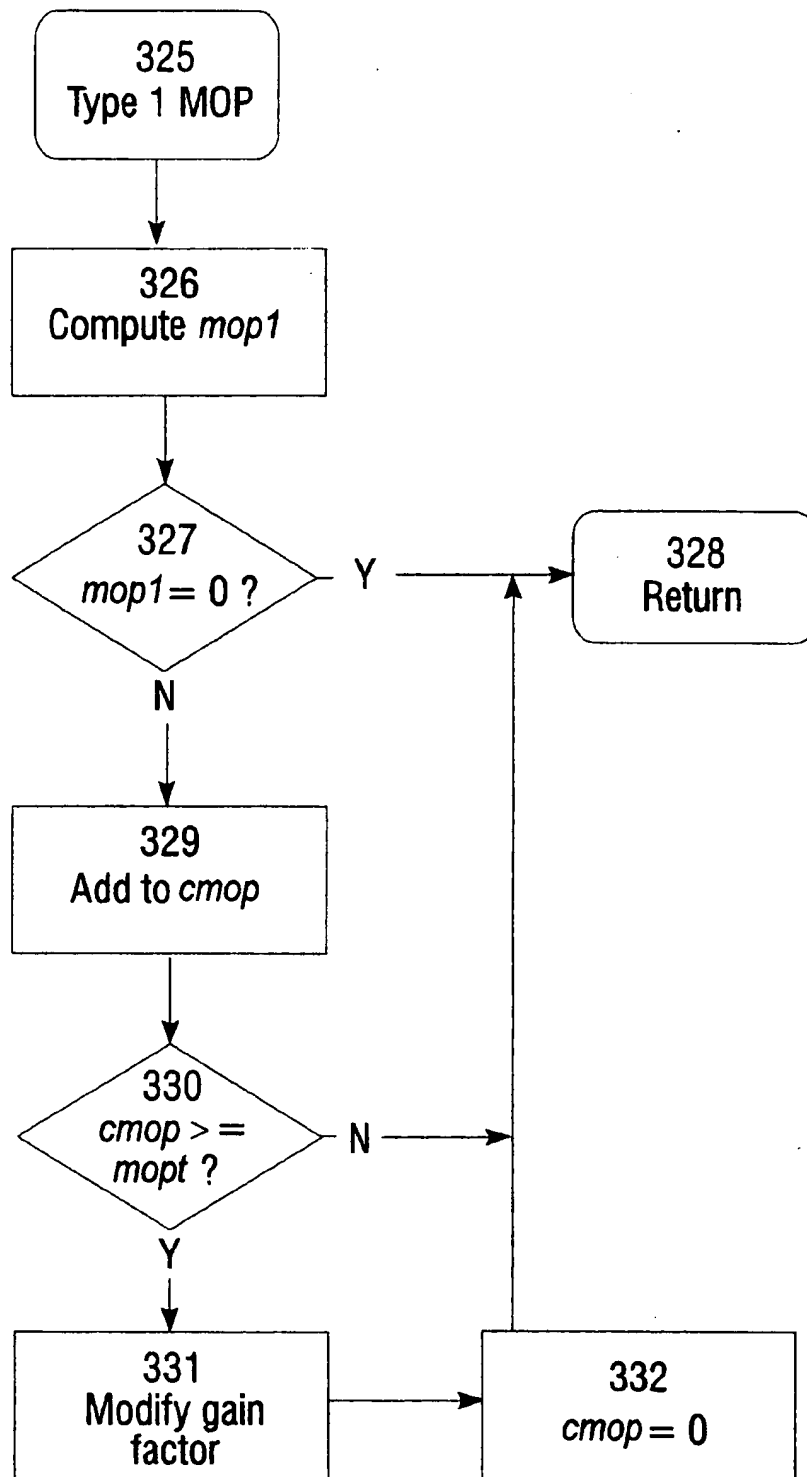 325
Type 1 MOP
326
Compute mop1
327
mop1 = 0 ?
Y
328
Return
N
329
Add to cmop
330
cmop > =
mopt ?
N
Y
331
Modify gain
factor
332
cmop = 0